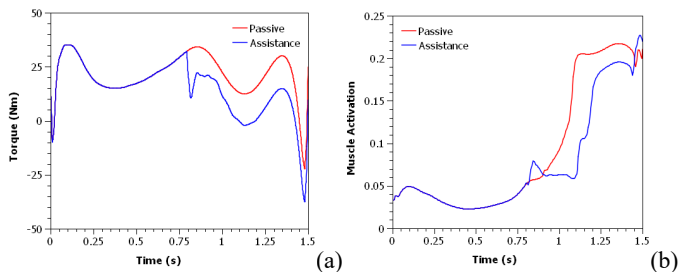 50
25
0
-25
-50
Torque (Nm)
Passive
Assistance
0 0.25 0.5 0.75 1 1.25 1.5
Time (s)
(a)
0.25
0.2
0.15
0.1
0.05
0
Muscle Activation
Passive
Assistance
0 0.25 0.5 0.75 1 1.25 1.5
Time (s)
(b)